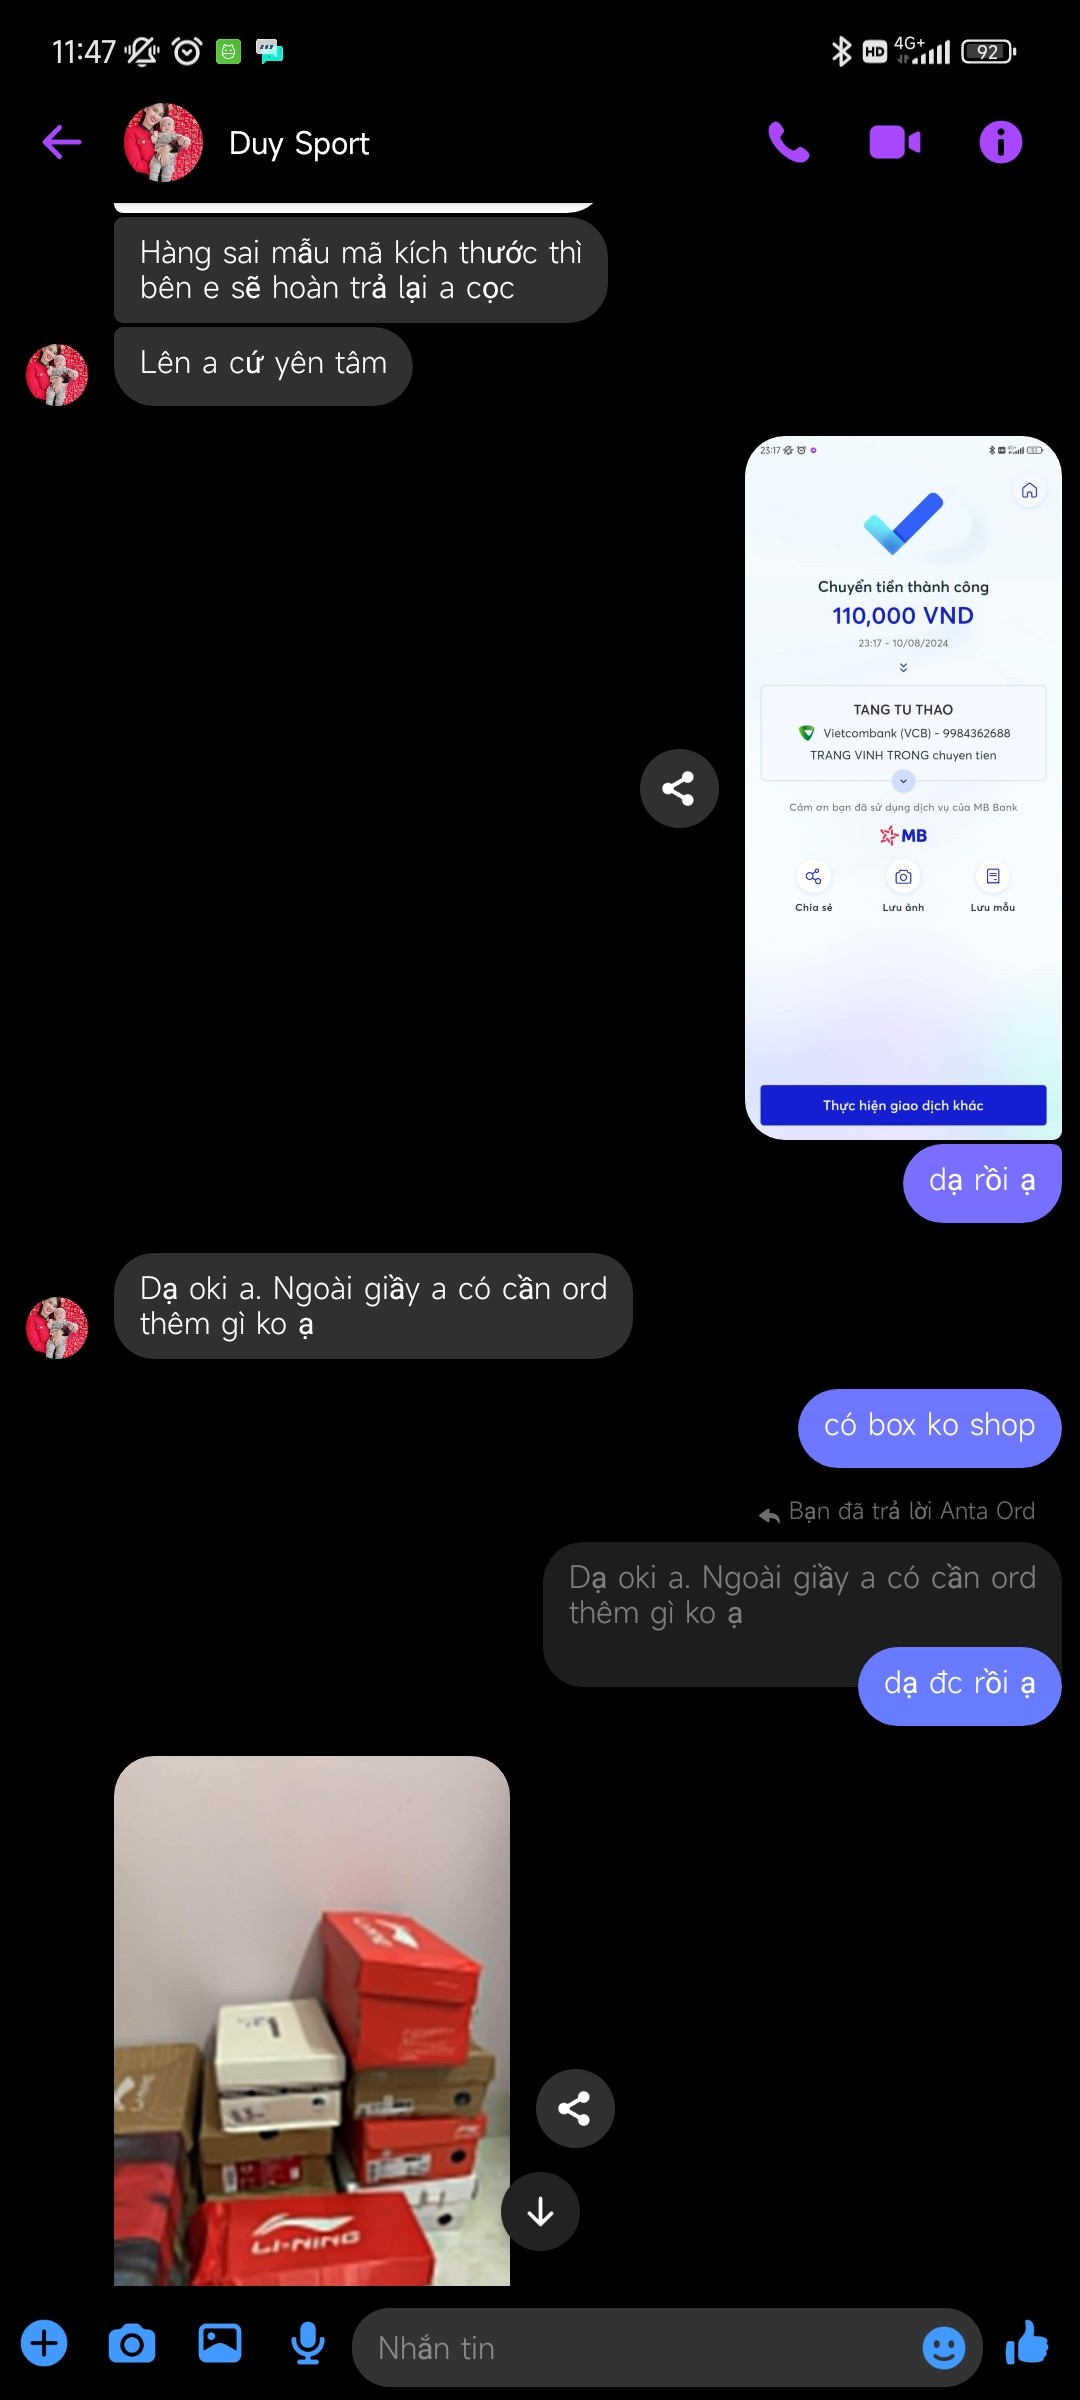 11:47
HD 4G+ 92
Duy Sport
Hàng sai mẫu mã kích thước thì
bên e sẽ hoàn trả lại a cọc
Lên a cứ yên tâm
23:17
Chuyển tiền thành công
110,000 VND
23:17 - 10/08/2024
TANG TU THAO
Vietcombank (VCB) - 9984362688
TRANG VINH TRONG chuyen tien
Cảm ơn bạn đã sử dụng dịch vụ của MB Bank
MB
Chia sẻ Lưu ảnh Lưu mẫu
Thực hiện giao dịch khác
dạ rồi ạ
Dạ oki a. Ngoài giầy a có cần ord
thêm gì ko ạ
có box ko shop
Bạn đã trả lời Anta Ord
Dạ oki a. Ngoài giầy a có cần ord
thêm gì ko ạ
dạ đc rồi ạ
LI-NING
LI-NING
Nhắn tin